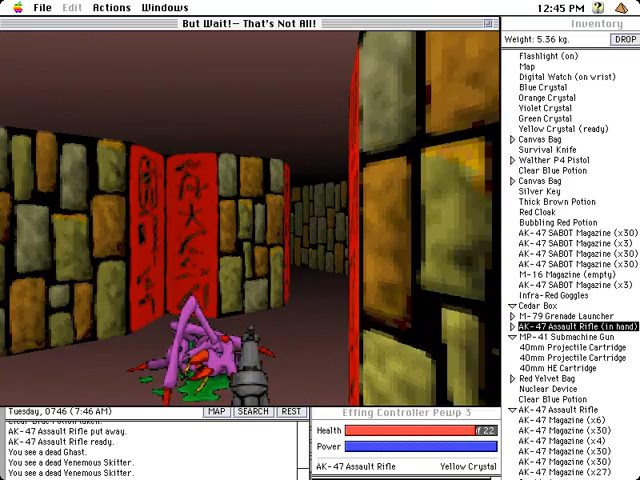 File Edit Actions Windows 12:45 PM
But Wait!— That's Not All!
Inventory
Weight: 5.36 kg. DROP
Flashlight (on)
Map
Digital Watch (on wrist)
Blue Crystal
Orange Crystal
Violet Crystal
Green Crystal
Yellow Crystal (ready)
Canvas Bag
Survival Knife
Walther P4 Pistol
Clear Blue Potion
Canvas Bag
Silver Key
Thick Brown Potion
Red Cloak
Bubbling Red Potion
AK-47 SABOT Magazine (x30)
AK-47 SABOT Magazine (x3)
AK-47 SABOT Magazine (x30)
AK-47 SABOT Magazine (x30)
M-16 Magazine (empty)
AK-47 SABOT Magazine (x3)
Infra-Red Goggles
Cedar Box
M-79 Grenade Launcher
AK-47 Assault Rifle (in hand)
MP-41 Submachine Gun
40mm Projectile Cartridge
40mm Projectile Cartridge
40mm HE Cartridge
Red Velvet Bag
Nuclear Device
Clear Blue Potion
AK-47 Assault Rifle
AK-47 Magazine (x6)
AK-47 Magazine (x30)
AK-47 Magazine (x4)
AK-47 Magazine (x30)
AK-47 Magazine (x30)
AK-47 Magazine (x27)
Tuesday, 0746 (7:46 AM) MAP SEARCH REST
Clear Blue Potion taken.
AK-47 Assault Rifle put away.
AK-47 Assault Rifle ready.
You see a dead Ghast.
You see a dead Venemous Skitter.
You see a dead Venemous Skitter.
Effing Controller Pewp 3
Health 22
Power
AK-47 Assault Rifle Yellow Crystal